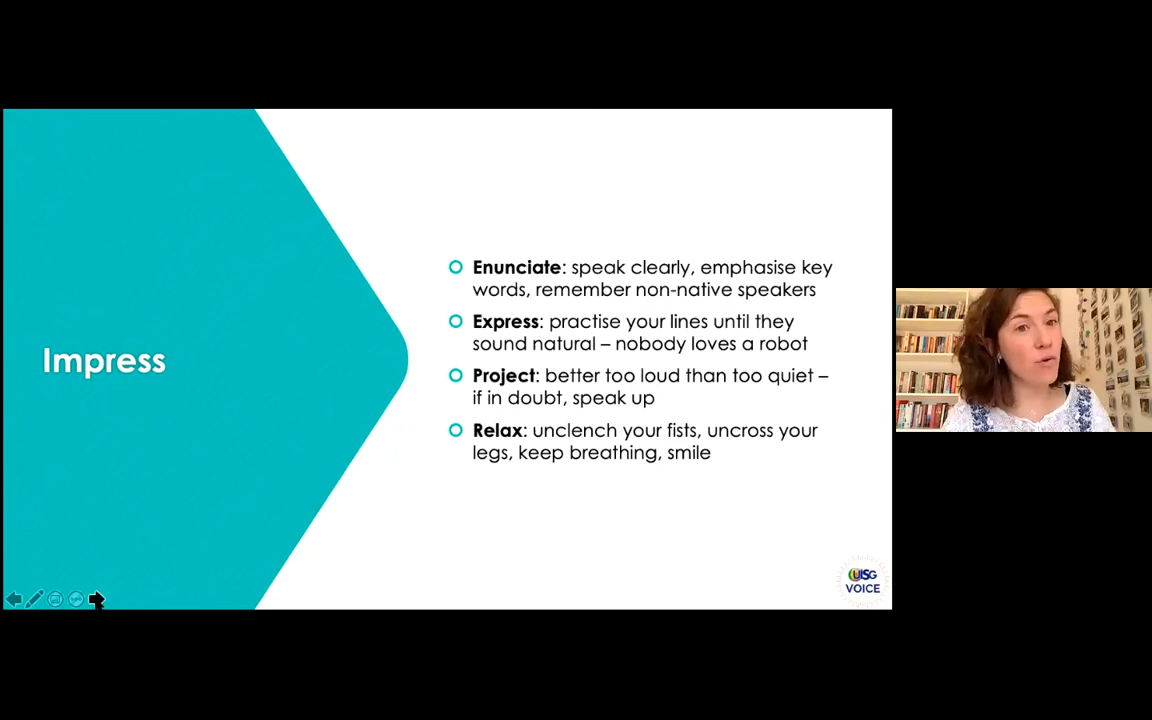 Impress
Enunciate: speak clearly, emphasise key
words, remember non-native speakers
Express: practise your lines until they
sound natural – nobody loves a robot
Project: better too loud than too quiet –
if in doubt, speak up
Relax: unclench your fists, uncross your
legs, keep breathing, smile
UISG
VOICE